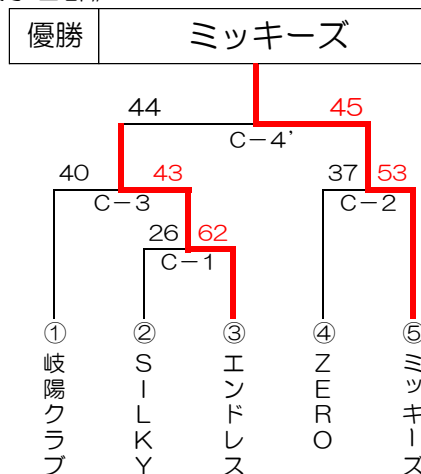 優勝 ミッキーズ
44 45
C-4'
40 43 37 53
C-3 C-2
26 62
C-1
① ② ③ ④ ⑤
岐陽クラブ
SILKY
エンドレス
ZERO
ミッキーズ